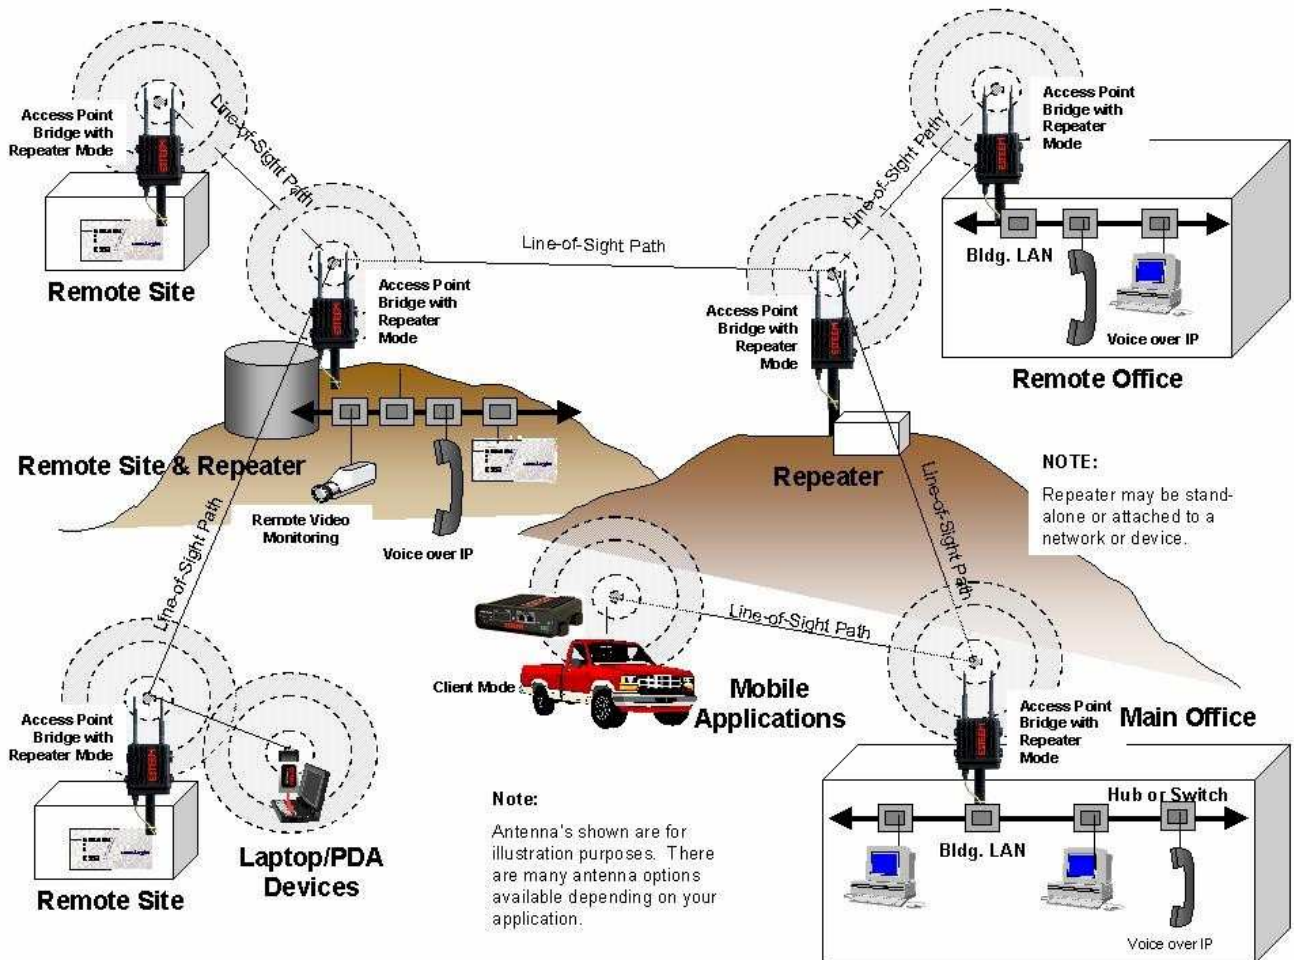 Access Point
Bridge with
Repeater Mode
ESTEEM
Line-of-Sight Path
Remote Site
Access Point
Bridge with
Repeater
Mode
ESTEEM
Line-of-Sight Path
Access Point
Bridge with
Repeater
Mode
ESTEEM
Line-of-Sight Path
Access Point
Bridge with
Repeater
Mode
ESTEEM
Bldg. LAN
Voice over IP
Remote Office
Remote Site & Repeater
Remote Video
Monitoring
Voice over IP
Repeater
NOTE:
Repeater may be stand-
alone or attached to a
network or device.
Line-of-Sight Path
Line-of-Sight Path
Line-of-Sight Path
Client Mode
Mobile
Applications
Access Point
Bridge with
Repeater Mode
ESTEEM
Remote Site
Laptop/PDA
Devices
Note:
Antenna's shown are for
illustration purposes. There
are many antenna options
available depending on your
application.
Access Point
Bridge with
Repeater
Mode
ESTEEM
Main Office
Hub or Switch
Bldg. LAN
Voice over IP